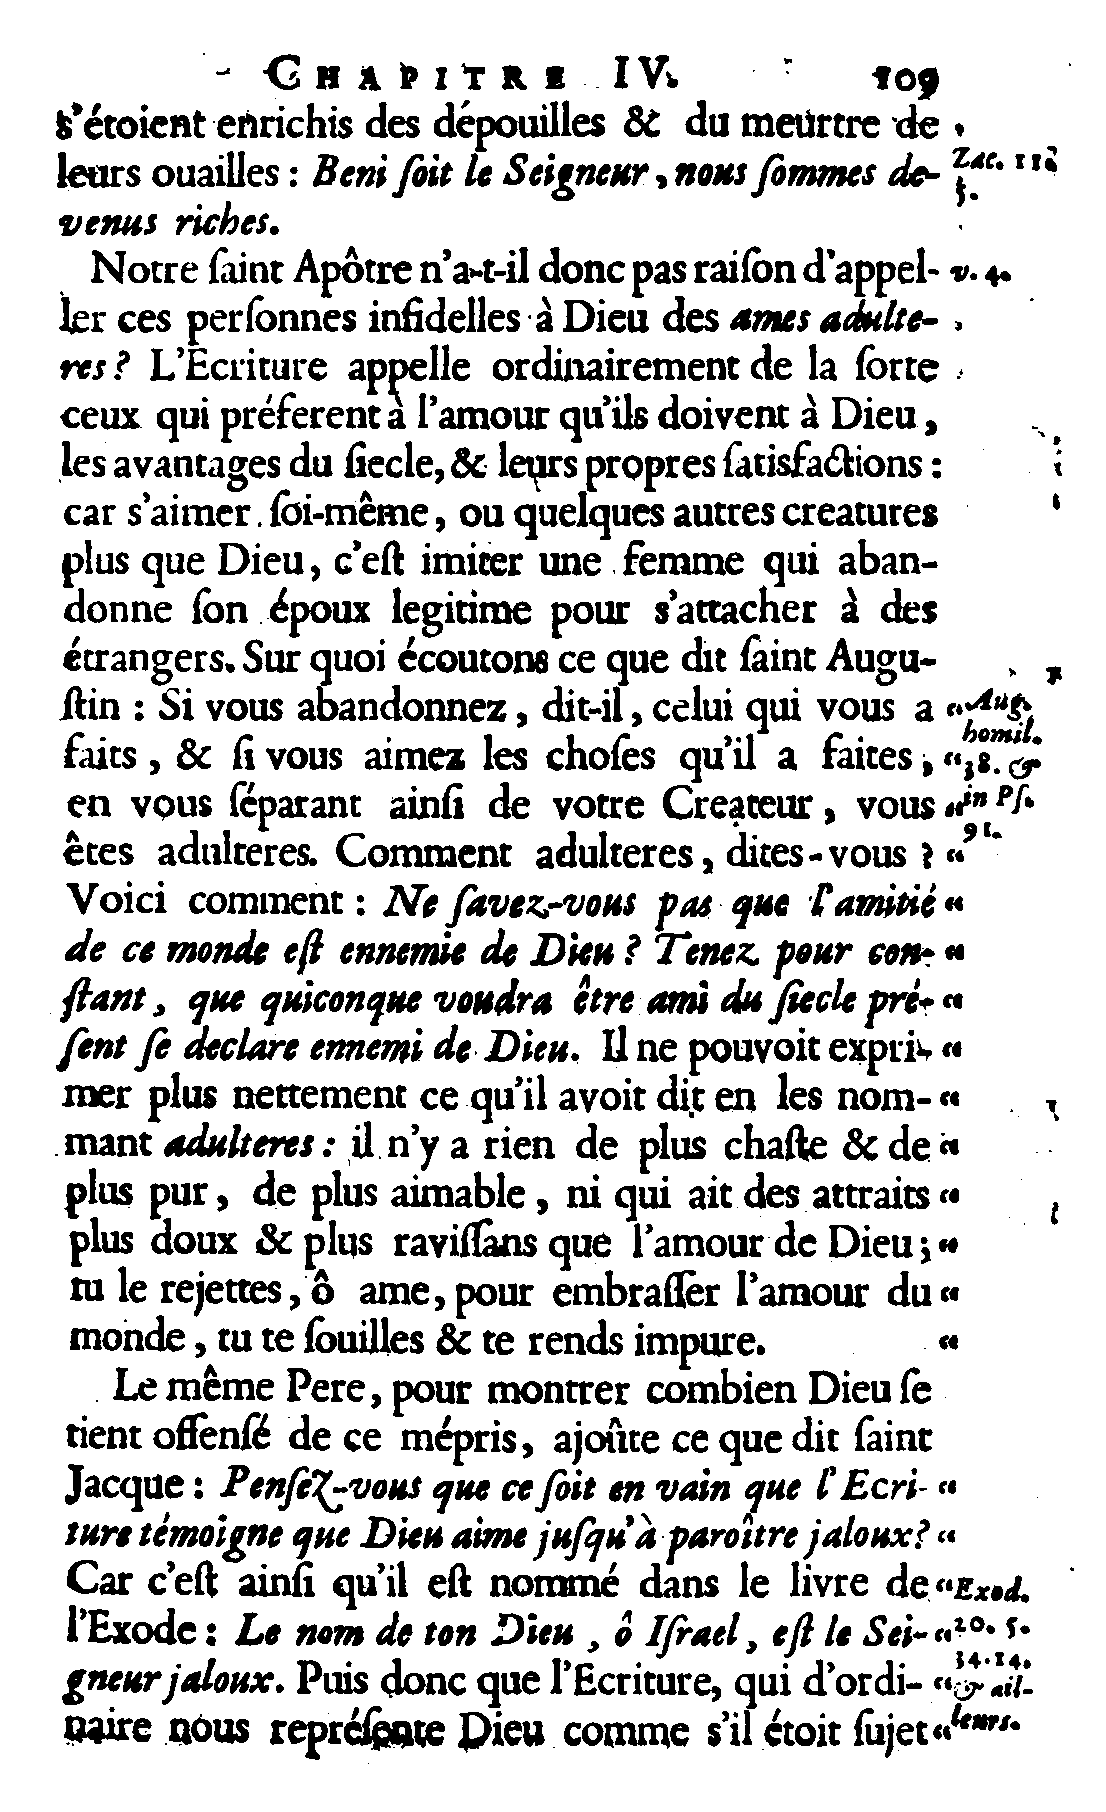 CHAPITRE IV. 109
s'étoient enrichis des dépouilles & du meurtre de
leurs ouailles : Beni ſoit le Seigneur, nous ſommes de- Zac. 11.
venus riches. 5.
Notre ſaint Apôtre n'a-t-il donc pas raiſon d'appel- v. 4.
ler ces perſonnes infidelles à Dieu des ames adulte-
res ? L'Ecriture appelle ordinairement de la ſorte
ceux qui préferent à l'amour qu'ils doivent à Dieu,
les avantages du ſiecle, & leurs propres ſatisfactions :
car s'aimer ſoi-même, ou quelques autres creatures
plus que Dieu, c'eſt imiter une femme qui aban-
donne ſon époux legitime pour s'attacher à des
étrangers. Sur quoi écoutons ce que dit ſaint Augu-
ſtin : Si vous abandonnez, dit-il, celui qui vous a “ Aug.
faits, & ſi vous aimez les choſes qu'il a faites, “ homil. 38. &
en vous ſéparant ainſi de votre Createur, vous “ in Pſ.
êtes adulteres. Comment adulteres, dites-vous ? “ 91.
Voici comment : Ne ſavez-vous pas que l'amitié “
de ce monde eſt ennemie de Dieu ? Tenez pour con- “
ſtant, que quiconque voudra être ami du ſiecle pré- “
ſent ſe declare ennemi de Dieu. Il ne pouvoit expri- “
mer plus nettement ce qu'il avoit dit en les nom- “
mant adulteres : il n'y a rien de plus chaſte & de “
plus pur, de plus aimable, ni qui ait des attraits “
plus doux & plus raviſſans que l'amour de Dieu ; “
tu le rejettes, ô ame, pour embraſſer l'amour du “
monde, tu te ſouilles & te rends impure. “
Le même Pere, pour montrer combien Dieu ſe
tient offenſé de ce mépris, ajoûte ce que dit ſaint
Jacque : Penſez-vous que ce ſoit en vain que l'Ecri- “
ture témoigne que Dieu aime juſqu'à paroître jaloux ? “
Car c'eſt ainſi qu'il eſt nommé dans le livre de “ Exod.
l'Exode : Le nom de ton Dieu, ô Iſrael, eſt le Sei- “ 20. 5.
gneur jaloux. Puis donc que l'Ecriture, qui d'ordi- “ 34. 14. & ail-
naire nous repréſente Dieu comme s'il étoit ſujet “ leurs.